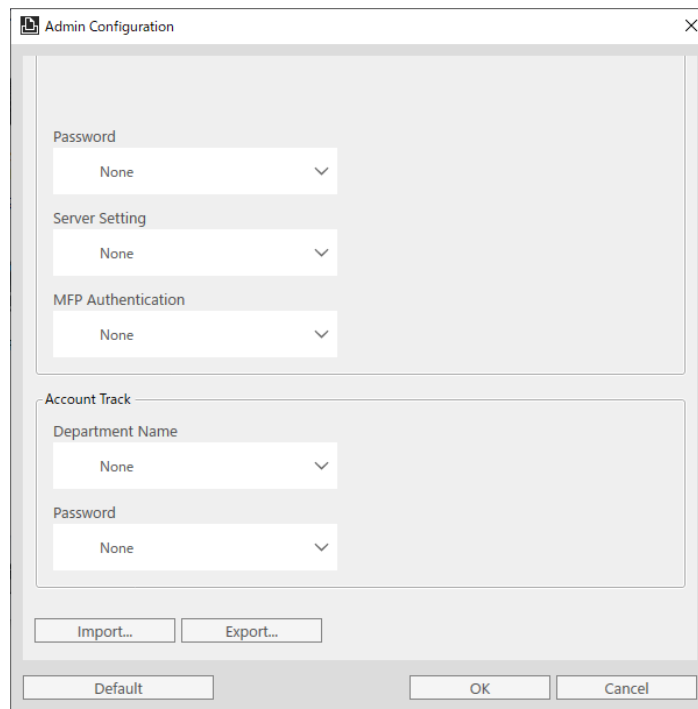 Admin Configuration
Password
None
Server Setting
None
MFP Authentication
None
Account Track
Department Name
None
Password
None
Import... Export...
Default OK Cancel